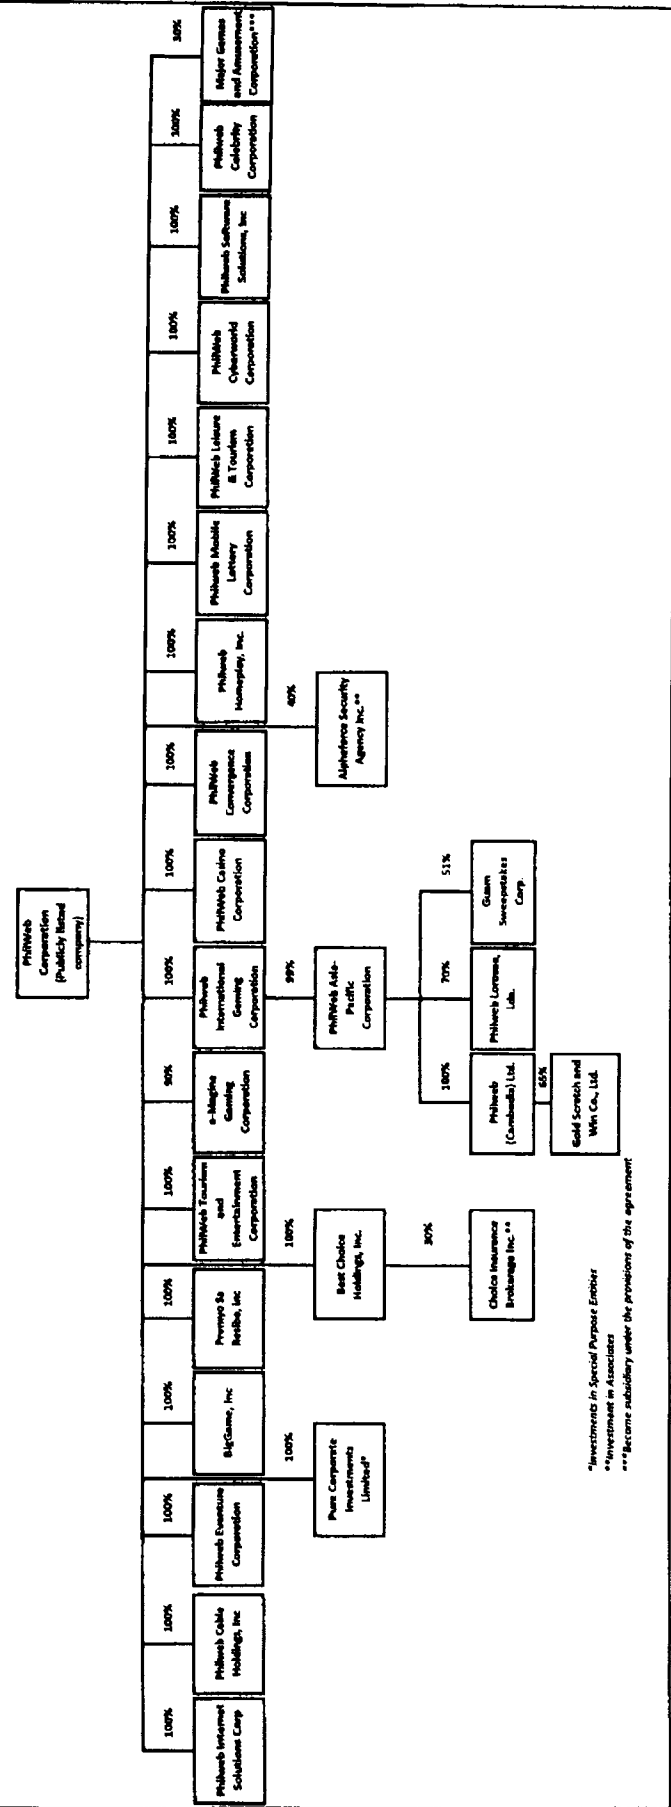 PhilWeb
Corporation
(Publicly listed
company)
100%
100%
100%
100%
100%
100%
90%
100%
100%
100%
100%
100%
100%
100%
100%
100%
30%
Philweb Internet
Solutions Corp
Philweb Cable
Holdings, Inc
Philweb Eventure
Corporation
BigGame, Inc
Premyo Sa
Resibo, Inc
PhilWeb Tourism
and
Entertainment
Corporation
e-Magine
Gaming
Corporation
Philweb
International
Gaming
Corporation
PhilWeb Casino
Corporation
PhilWeb
Convergence
Corporation
Philweb
Homeplay, Inc.
Philweb Mobile
Lottery
Corporation
PhilWeb Leisure
& Tourism
Corporation
PhilWeb
Cyberworld
Corporation
Philweb Software
Solutions, Inc
Philweb
Celebrity
Corporation
Major Games
and Amusement
Corporation***
100%
100%
99%
40%
Pure Corporate
Investments
Limited*
Best Choice
Holdings, Inc.
PhilWeb Asia-
Pacific
Corporation
Alphaforce Security
Agency Inc.**
30%
100%
70%
51%
Choice Insurance
Brokerage Inc.**
Philweb
(Cambodia) Ltd.
Philweb Lorosae,
Lda.
Guam
Sweepstakes
Corp.
65%
Gold Scratch and
Win Co., Ltd.
*Investments in Special Purpose Entities
**Investment in Associates
***Became subsidiary under the provisions of the agreement